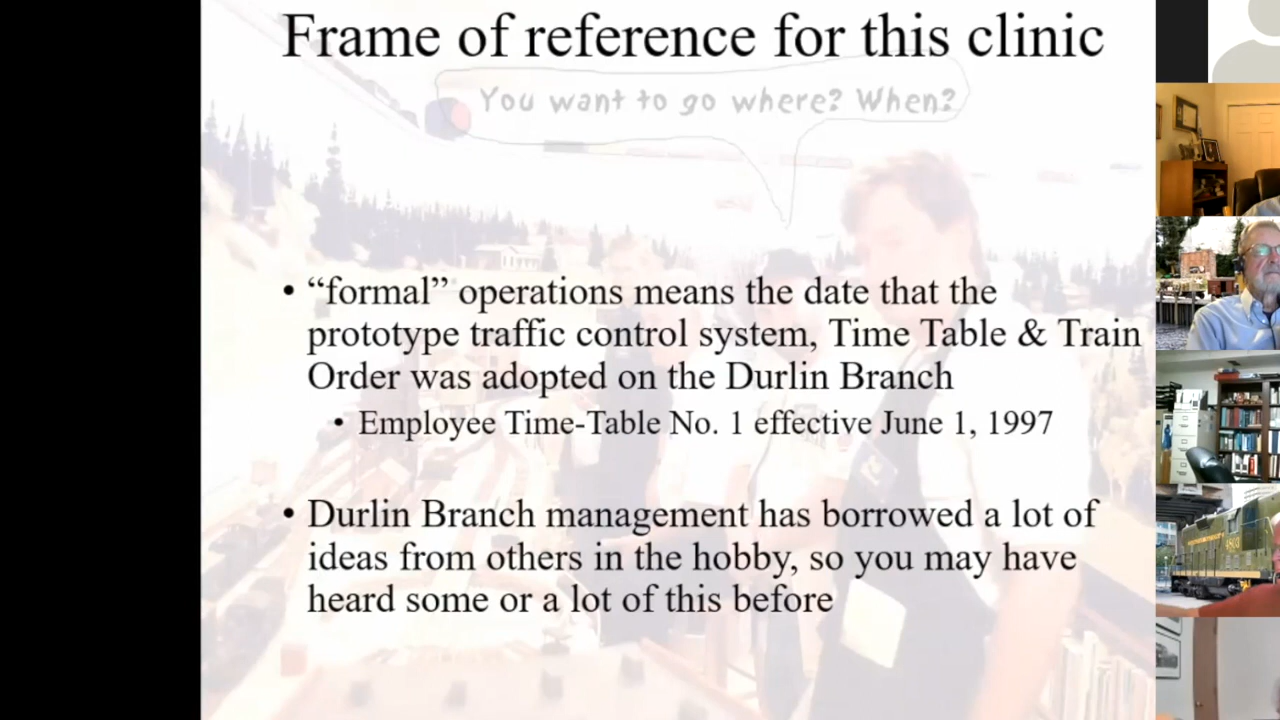 Frame of reference for this clinic
You want to go where? When?
• “formal” operations means the date that the
prototype traffic control system, Time Table & Train
Order was adopted on the Durlin Branch
• Employee Time-Table No. 1 effective June 1, 1997
• Durlin Branch management has borrowed a lot of
ideas from others in the hobby, so you may have
heard some or a lot of this before